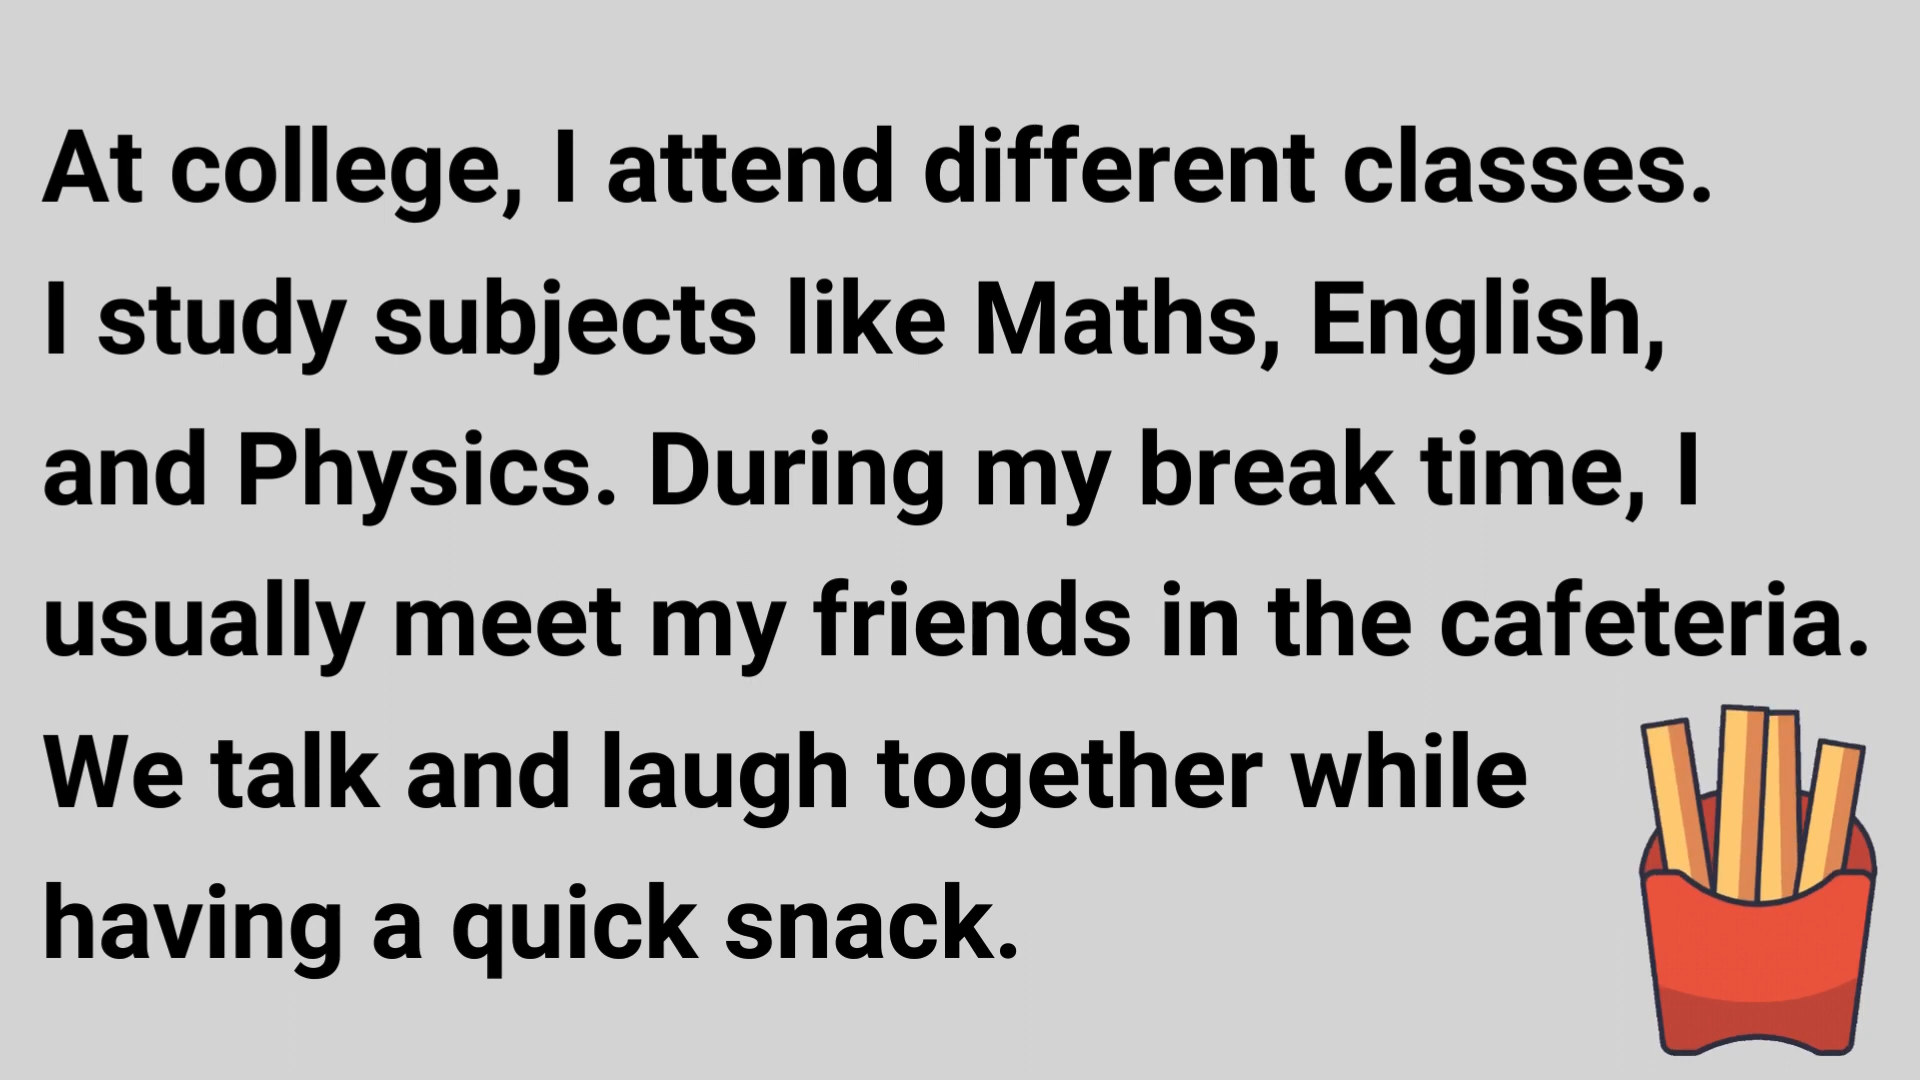 At college, I attend different classes.
I study subjects like Maths, English,
and Physics. During my break time, I
usually meet my friends in the cafeteria.
We talk and laugh together while
having a quick snack.